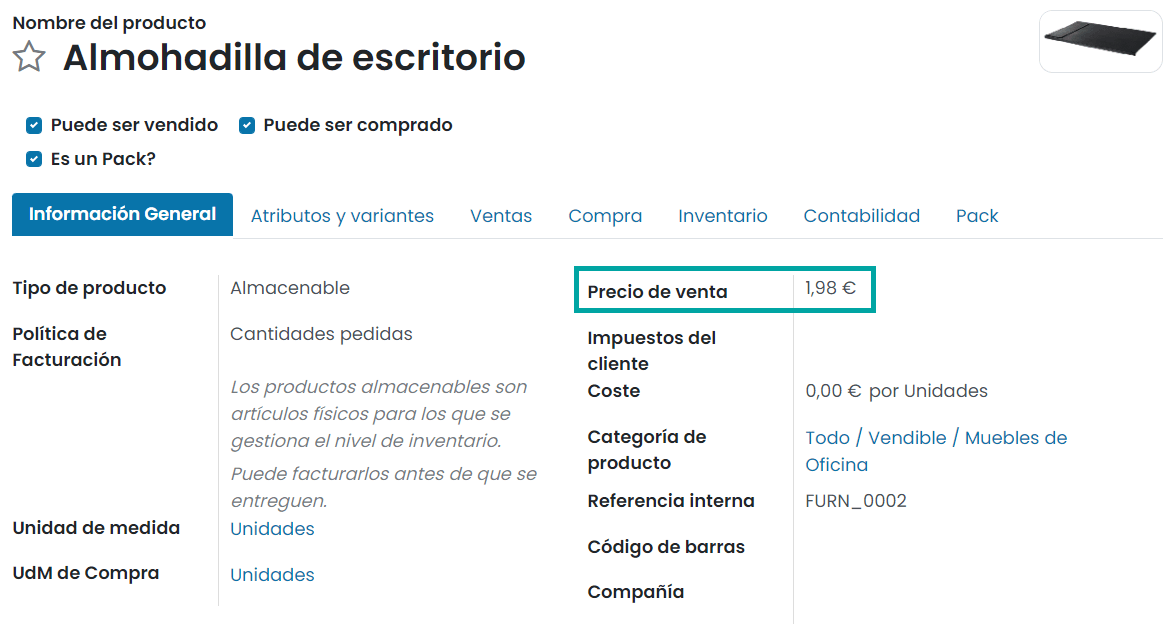 Nombre del producto
Almohadilla de escritorio
Puede ser vendido Puede ser comprado
Es un Pack?
Información General Atributos y variantes Ventas Compra Inventario Contabilidad Pack
Tipo de producto Almacenable
Política de Facturación Cantidades pedidas
Los productos almacenables son
artículos físicos para los que se
gestiona el nivel de inventario.
Puede facturarlos antes de que se
entreguen.
Unidad de medida Unidades
UdM de Compra Unidades
Precio de venta 1,98 €
Impuestos del
cliente
Coste 0,00 € por Unidades
Categoría de Todo / Vendible / Muebles de
producto Oficina
Referencia interna FURN_0002
Código de barras
Compañía